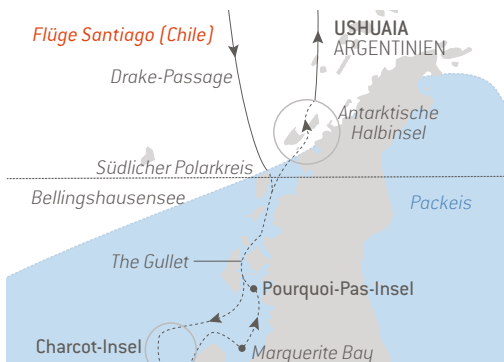 Flüge Santiago (Chile)
USHUAIA
ARGENTINIEN
Drake-Passage
Antarktische
Halbinsel
Südlicher Polarkreis
Bellingshausensee
Packeis
The Gullet
Pourquoi-Pas-Insel
Charcot-Insel
Marguerite Bay